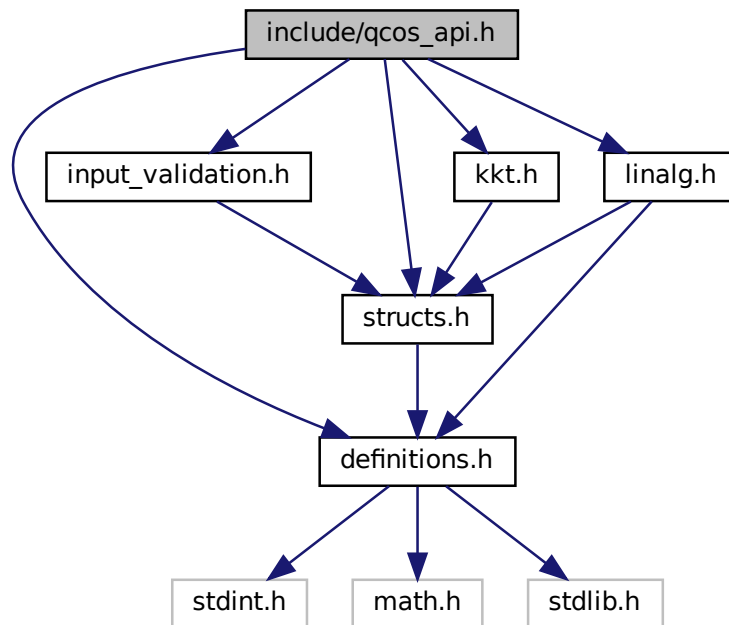 include/qcos_api.h
input_validation.h
kkt.h
linalg.h
structs.h
definitions.h
stdint.h
math.h
stdlib.h